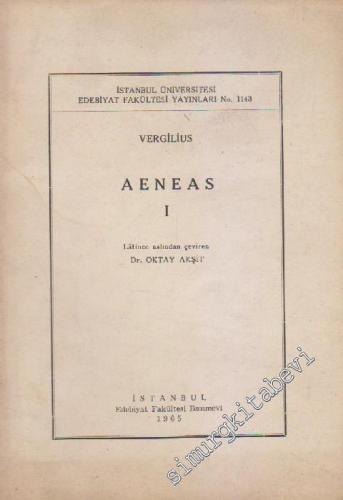 İSTANBUL ÜNİVERSİTESİ
EDEBİYAT FAKÜLTESİ YAYINLARI No. 1143
VERGİLİUS
AENEAS
I
Lâtince aslından çeviren
Dr. OKTAY AKŞİT
İSTANBUL
Edebiyat Fakültesi Basımevi
1965
simurgkitabevi